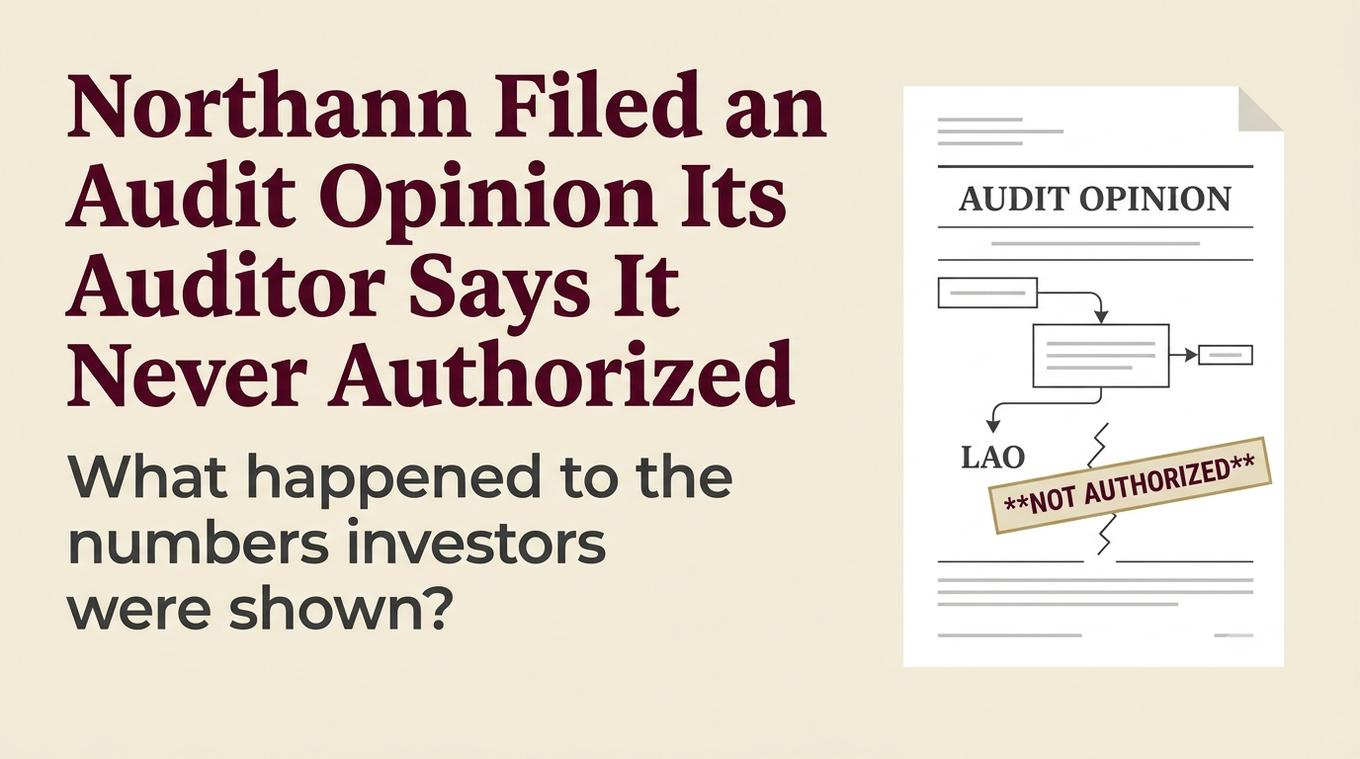 Northann Filed an
Audit Opinion Its
Auditor Says It
Never Authorized
What happened to the
numbers investors
were shown?
AUDIT OPINION
LAO
**NOT AUTHORIZED**